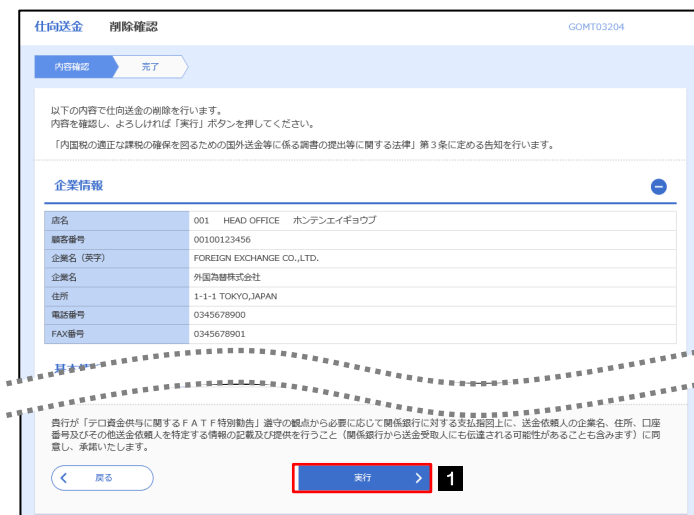 仕向送金 削除確認 GOMT03204
内容確認 完了
以下の内容で仕向送金の削除を行います。
内容を確認し、よろしければ「実行」ボタンを押してください。
「内国税の適正な課税の確保を図るための国外送金等に係る調書の提出等に関する法律」第3条に定める告知を行います。
企業情報
店名 001 HEAD OFFICE ホンテンエイギョウブ
顧客番号 00100123456
企業名（英字） FOREIGN EXCHANGE CO.,LTD.
企業名 外国為替株式会社
住所 1-1-1 TOKYO,JAPAN
電話番号 0345678900
FAX番号 0345678901
基本情
貴行が「テロ資金供与に関するＦＡＴＦ特別勧告」遵守の観点から必要に応じて関係銀行に対する支払指図上に、送金依頼人の企業名、住所、口座
番号及びその他送金依頼人を特定する情報の記載及び提供を行うこと（関係銀行から送金受取人にも伝達される可能性があることも含みます）に同
意し、承諾いたします。
戻る 実行 1